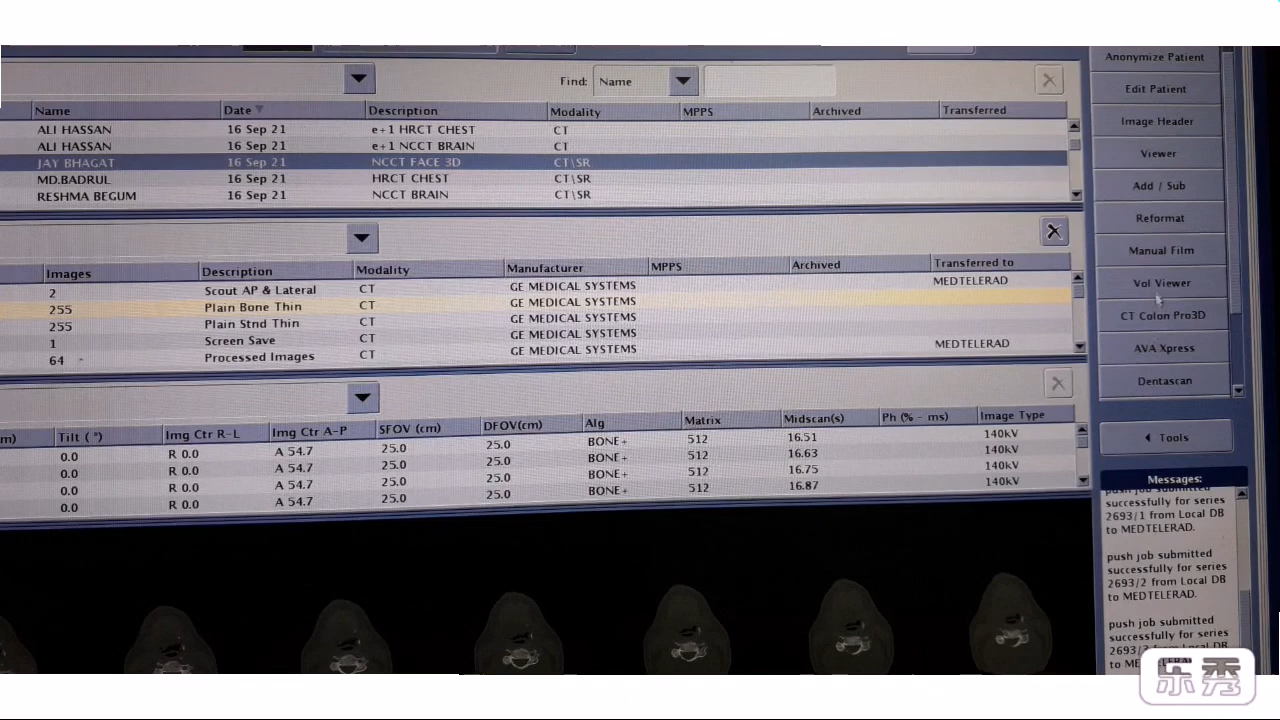 Anonymize Patient
Find: Name
Edit Patient
Name Date Description Modality MPPS Archived Transferred
ALI HASSAN 16 Sep 21 e+1 HRCT CHEST CT
ALI HASSAN 16 Sep 21 e+1 NCCT BRAIN CT
JAY BHAGAT 16 Sep 21 NCCT FACE 3D CT\SR
MD.BADRUL 16 Sep 21 HRCT CHEST CT\SR
RESHMA BEGUM 16 Sep 21 NCCT BRAIN CT\SR
Image Header
Viewer
Add / Sub
Reformat
Manual Film
Vol Viewer
CT Colon Pro3D
AVA Xpress
Dentascan
Tools
Images Description Modality Manufacturer MPPS Archived Transferred to
2 Scout AP & Lateral CT GE MEDICAL SYSTEMS MEDTELERAD
255 Plain Bone Thin CT GE MEDICAL SYSTEMS
255 Plain Stnd Thin CT GE MEDICAL SYSTEMS
1 Screen Save CT GE MEDICAL SYSTEMS
64 Processed Images CT GE MEDICAL SYSTEMS MEDTELERAD
m) Tilt (°) Img Ctr R-L Img Ctr A-P SFOV (cm) DFOV(cm) Alg Matrix Midscan(s) Ph (% - ms) Image Type
0.0 R 0.0 A 54.7 25.0 25.0 BONE+ 512 16.51 140kV
0.0 R 0.0 A 54.7 25.0 25.0 BONE+ 512 16.63 140kV
0.0 R 0.0 A 54.7 25.0 25.0 BONE+ 512 16.75 140kV
0.0 R 0.0 A 54.7 25.0 25.0 BONE+ 512 16.87 140kV
Messages:
push job submitted
successfully for series
2693/1 from Local DB
to MEDTELERAD.
push job submitted
successfully for series
2693/2 from Local DB
to MEDTELERAD.
push job submitted
successfully for series
乐秀